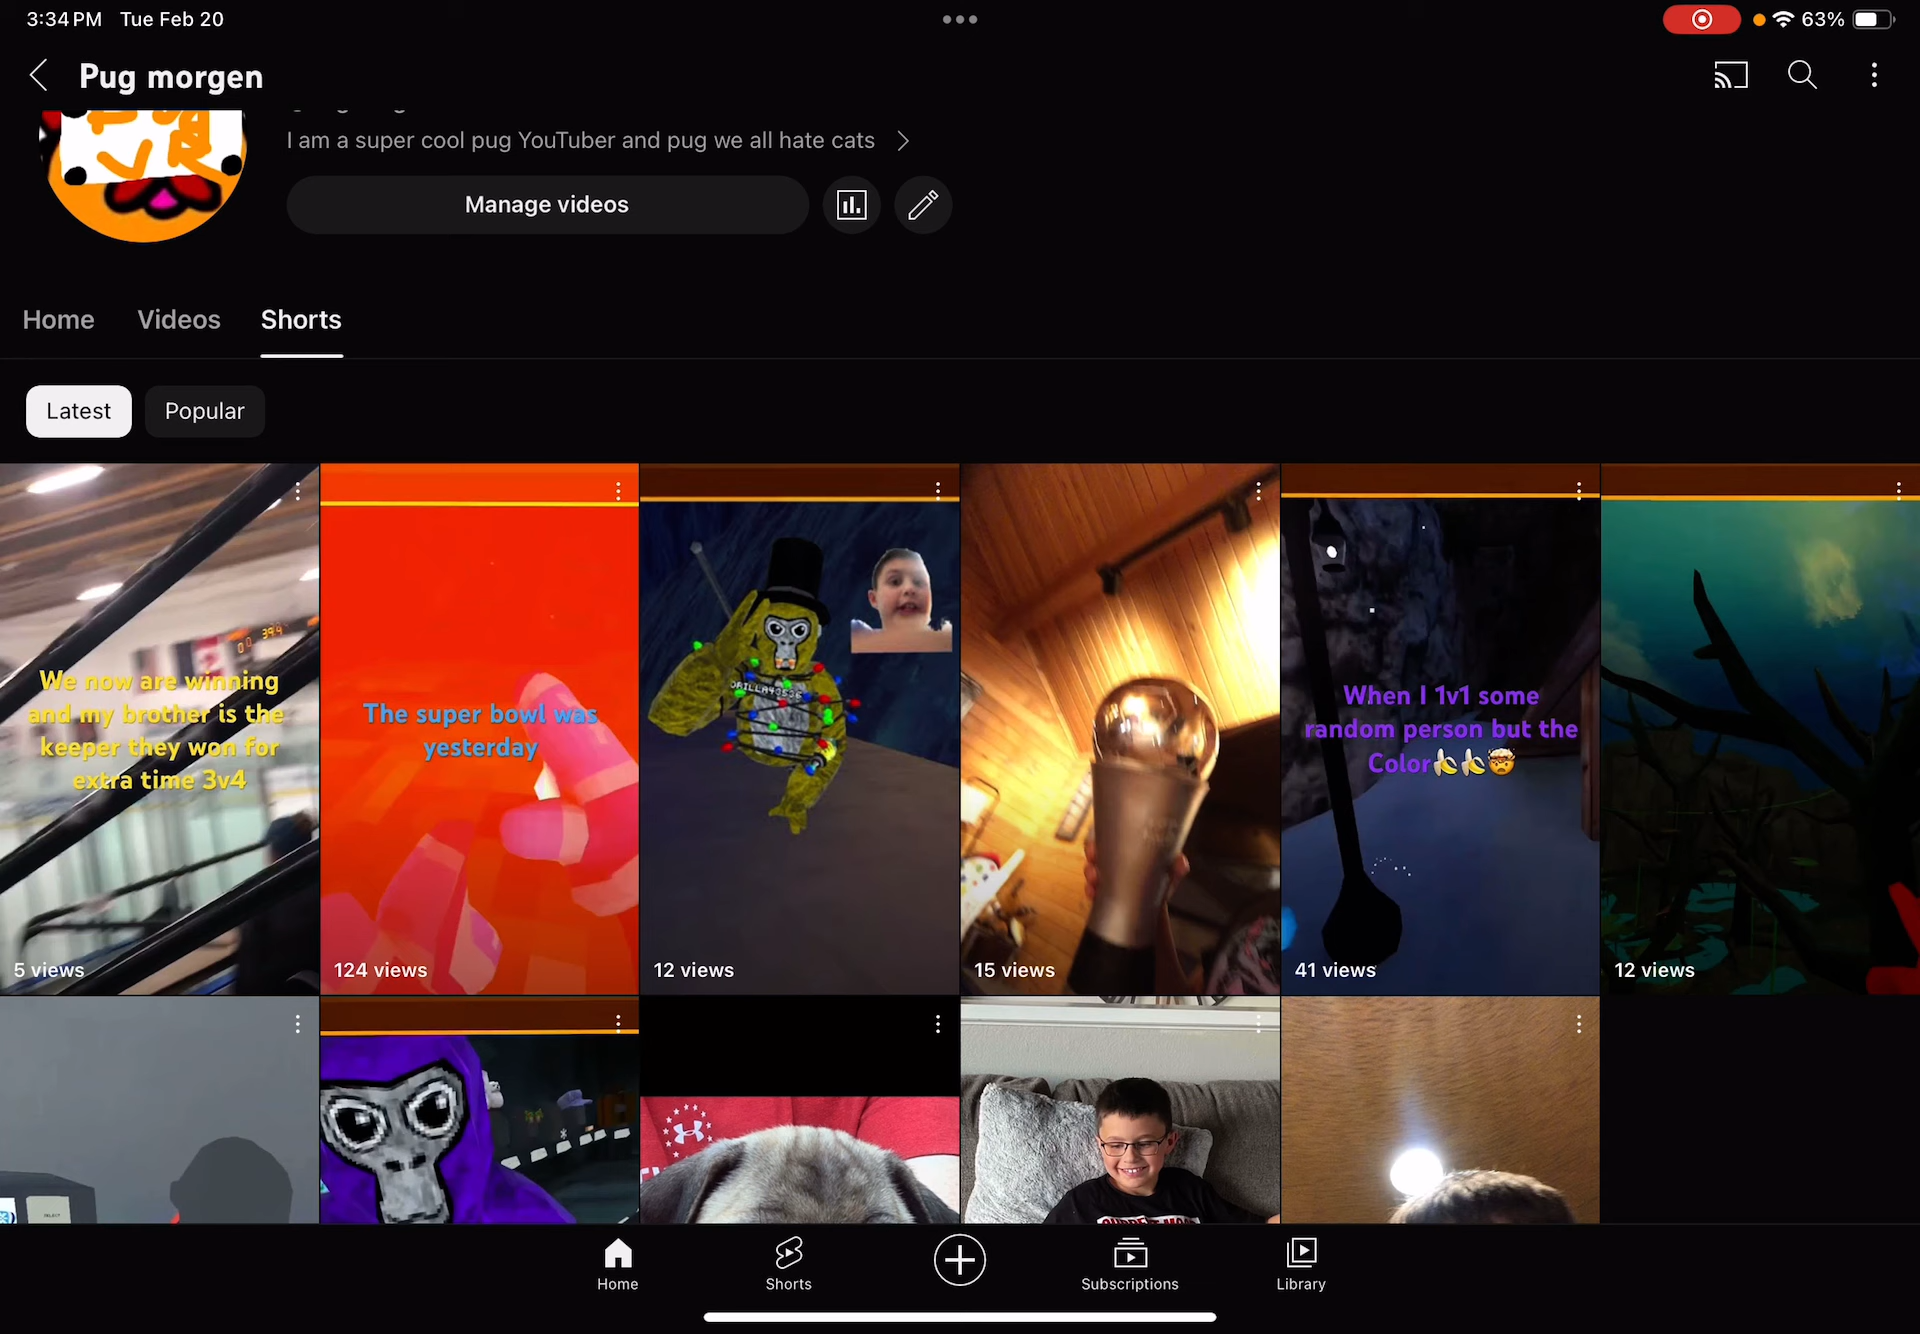 3:34 PM Tue Feb 20
63%
Pug morgen
I am a super cool pug YouTuber and pug we all hate cats
Manage videos
Home Videos Shorts
Latest Popular
We now are winning
and my brother is the
keeper they won for
extra time 3v4
5 views
The super bowl was
yesterday
124 views
12 views
15 views
When I 1v1 some
random person but the
Color🍌🍌🤯
41 views
12 views
SELECT
Home Shorts Subscriptions Library